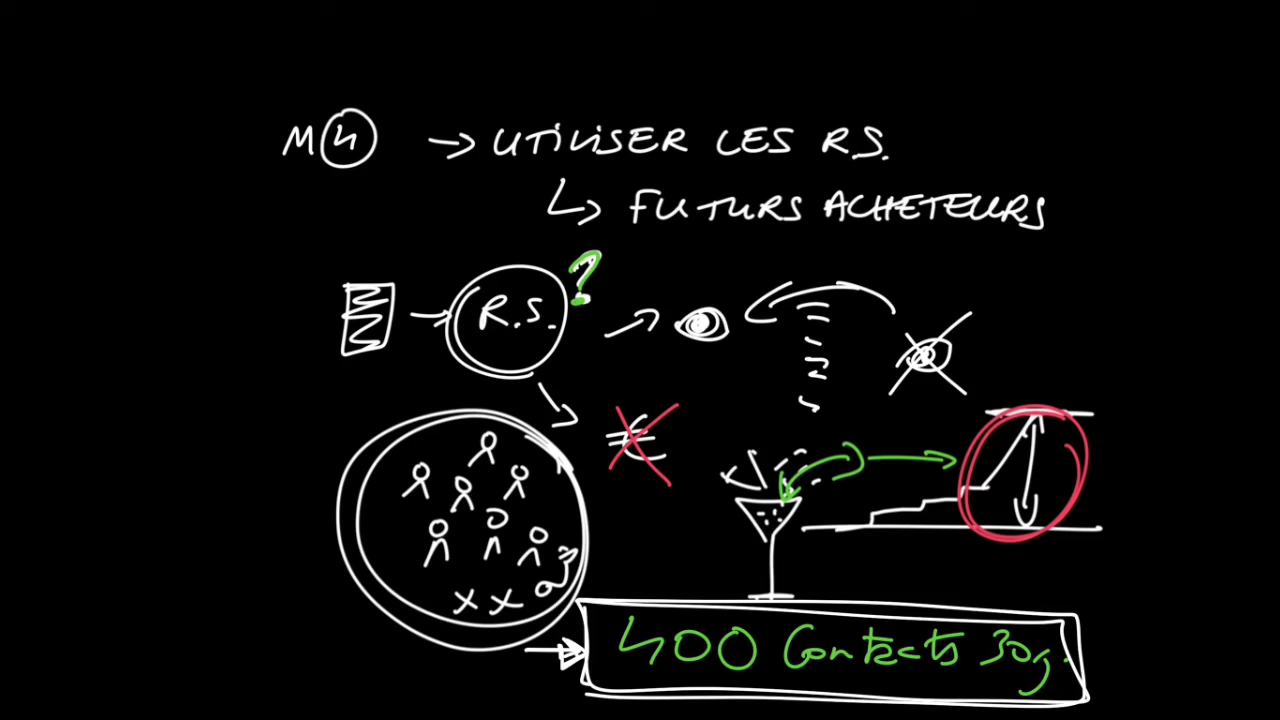 M4 → UTILISER LES R.S.
↳ FUTURS ACHETEURS
R.S. ?
€
400 Contacts 30j.